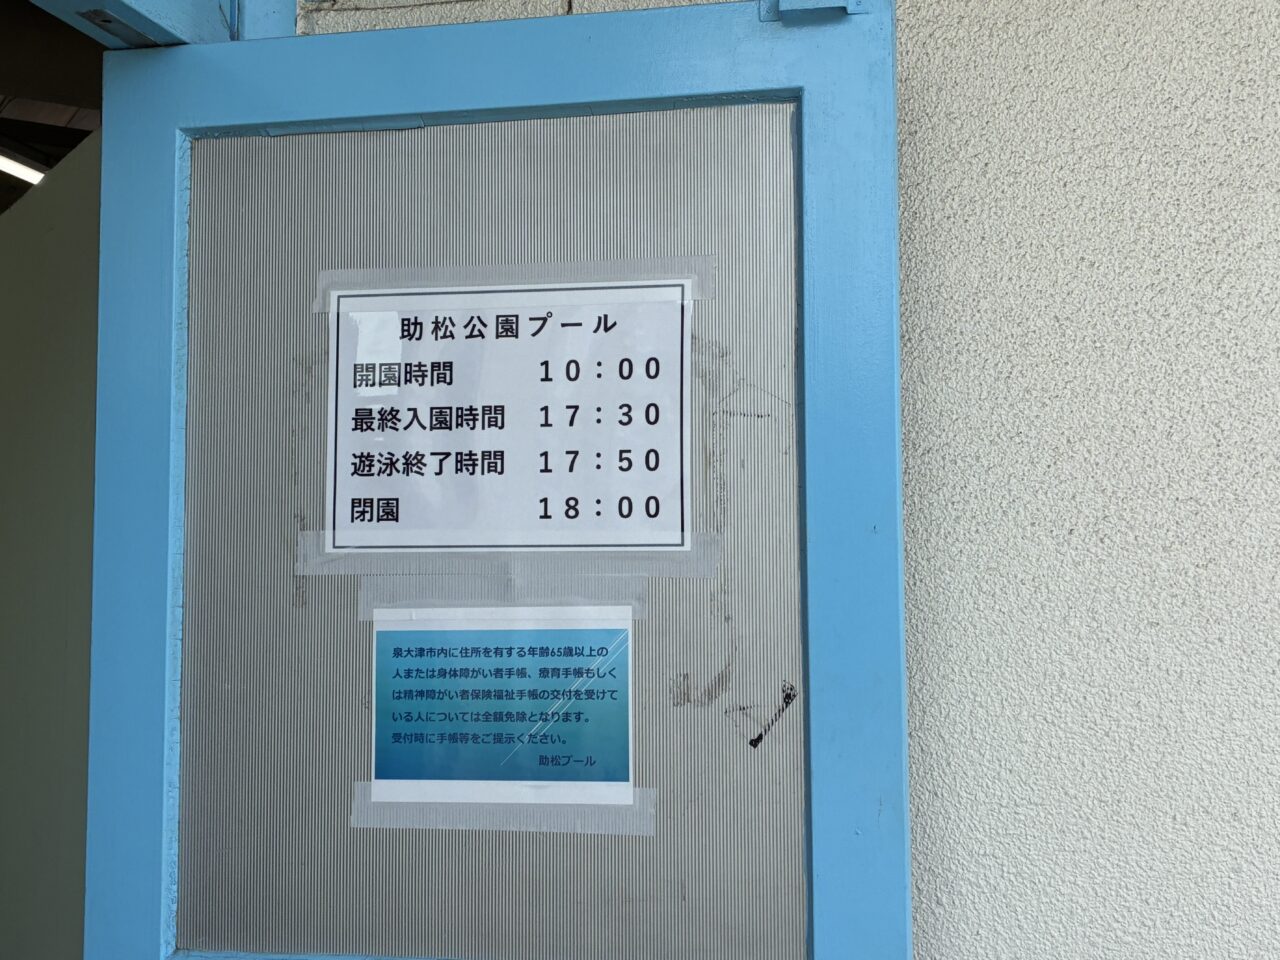 助松公園プール
開園時間 10：00
最終入園時間 17：30
遊泳終了時間 17：50
閉園 18：00
泉大津市内に住所を有する年齢65歳以上の
人または身体障がい者手帳、療育手帳もしく
は精神障がい者保険福祉手帳の交付を受けて
いる人については全額免除となります。
受付時に手帳等をご提示ください。
助松プール